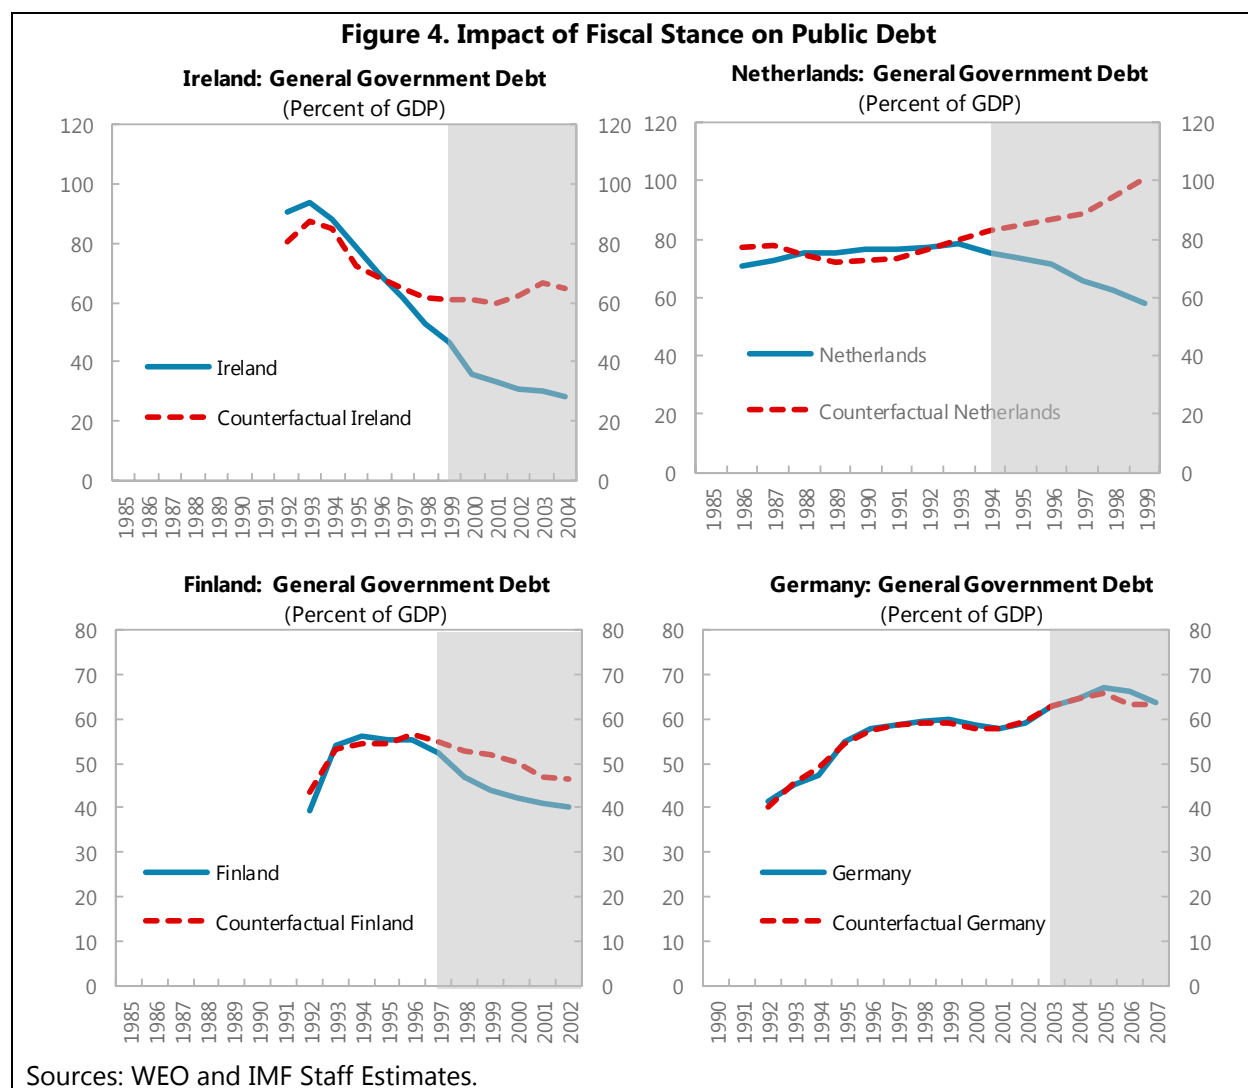 Figure 4. Impact of Fiscal Stance on Public Debt
Ireland: General Government Debt
(Percent of GDP)
120
100
80
60
40
20
0
120
100
80
60
40
20
0
Ireland
Counterfactual Ireland
1985 1986 1987 1988 1989 1990 1991 1992 1993 1994 1995 1996 1997 1998 1999 2000 2001 2002 2003 2004
Netherlands: General Government Debt
(Percent of GDP)
120
100
80
60
40
20
0
120
100
80
60
40
20
0
Netherlands
Counterfactual Netherlands
1985 1986 1987 1988 1989 1990 1991 1992 1993 1994 1995 1996 1997 1998 1999
Finland: General Government Debt
(Percent of GDP)
80
70
60
50
40
30
20
10
0
80
70
60
50
40
30
20
10
0
Finland
Counterfactual Finland
1985 1986 1987 1988 1989 1990 1991 1992 1993 1994 1995 1996 1997 1998 1999 2000 2001 2002
Germany: General Government Debt
(Percent of GDP)
80
70
60
50
40
30
20
10
0
80
70
60
50
40
30
20
10
0
Germany
Counterfactual Germany
1990 1991 1992 1993 1994 1995 1996 1997 1998 1999 2000 2001 2002 2003 2004 2005 2006 2007
Sources: WEO and IMF Staff Estimates.